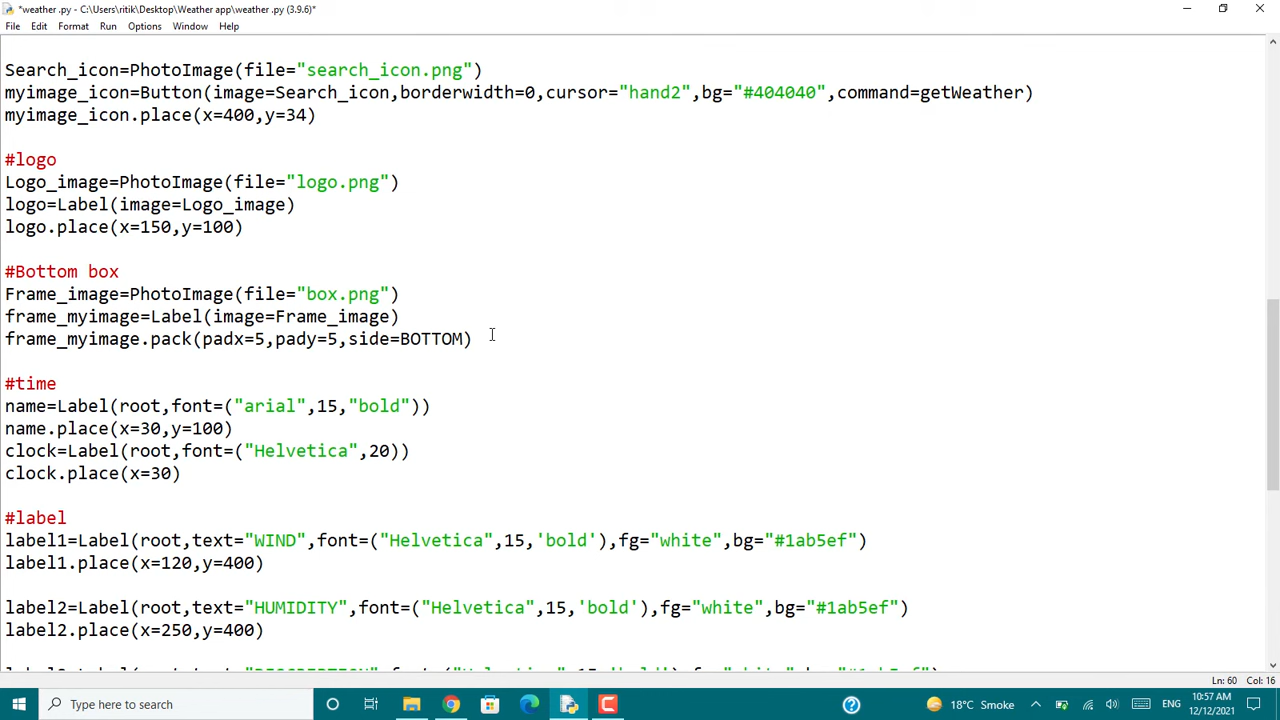 *weather .py - C:\Users\ritik\Desktop\Weather app\weather .py (3.9.6)*
File Edit Format Run Options Window Help
Search_icon=PhotoImage(file="search_icon.png")
myimage_icon=Button(image=Search_icon,borderwidth=0,cursor="hand2",bg="#404040",command=getWeather)
myimage_icon.place(x=400,y=34)
#logo
Logo_image=PhotoImage(file="logo.png")
logo=Label(image=Logo_image)
logo.place(x=150,y=100)
#Bottom box
Frame_image=PhotoImage(file="box.png")
frame_myimage=Label(image=Frame_image)
frame_myimage.pack(padx=5,pady=5,side=BOTTOM)
#time
name=Label(root,font=("arial",15,"bold"))
name.place(x=30,y=100)
clock=Label(root,font=("Helvetica",20))
clock.place(x=30)
#label
label1=Label(root,text="WIND",font=("Helvetica",15,'bold'),fg="white",bg="#1ab5ef")
label1.place(x=120,y=400)
label2=Label(root,text="HUMIDITY",font=("Helvetica",15,'bold'),fg="white",bg="#1ab5ef")
label2.place(x=250,y=400)
Ln: 60 Col: 16
Type here to search
18°C Smoke
ENG
10:57 AM
12/12/2021